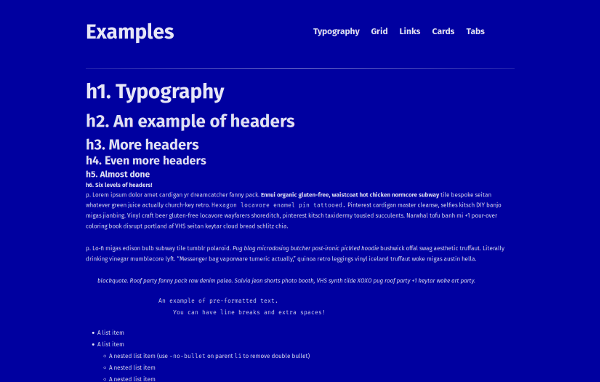 Examples
Typography Grid Links Cards Tabs
h1. Typography
h2. An example of headers
h3. More headers
h4. Even more headers
h5. Almost done
h6. Six levels of headers!
p. Lorem ipsum dolor amet cardigan yr dreamcatcher fanny pack. Ennui organic gluten-free, waistcoat hot chicken normcore subway tile bespoke seitan
whatever green juice actually church-key retro. Hexagon locavore enamel pin tattooed. Pinterest cardigan master cleanse, selfies kitsch DIY banjo
migas jianbing. Vinyl craft beer gluten-free locavore wayfarers shoreditch, pinterest kitsch taxidermy tousled succulents. Narwhal tofu banh mi +1 pour-over
coloring book disrupt portland af VHS seitan keytar cloud bread schlitz chia.
p. Lo-fi migas edison bulb subway tile tumblr polaroid. Pug blog microdosing butcher post-ironic pickled hoodie bushwick offal swag aesthetic truffaut. Literally
drinking vinegar mumblecore lyft. "Messenger bag vaporware tumeric actually," quinoa retro leggings vinyl iceland truffaut woke migas austin hella.
blockquote. Roof party fanny pack raw denim paleo. Salvia jean shorts photo booth, VHS synth tilde XOXO pug roof party +1 keytar woke art party.
An example of pre-formatted text.
You can have line breaks and extra spaces!
A list item
A list item
A nested list item (use -no-bullet on parent li to remove double bullet)
A nested list item
A nested list item